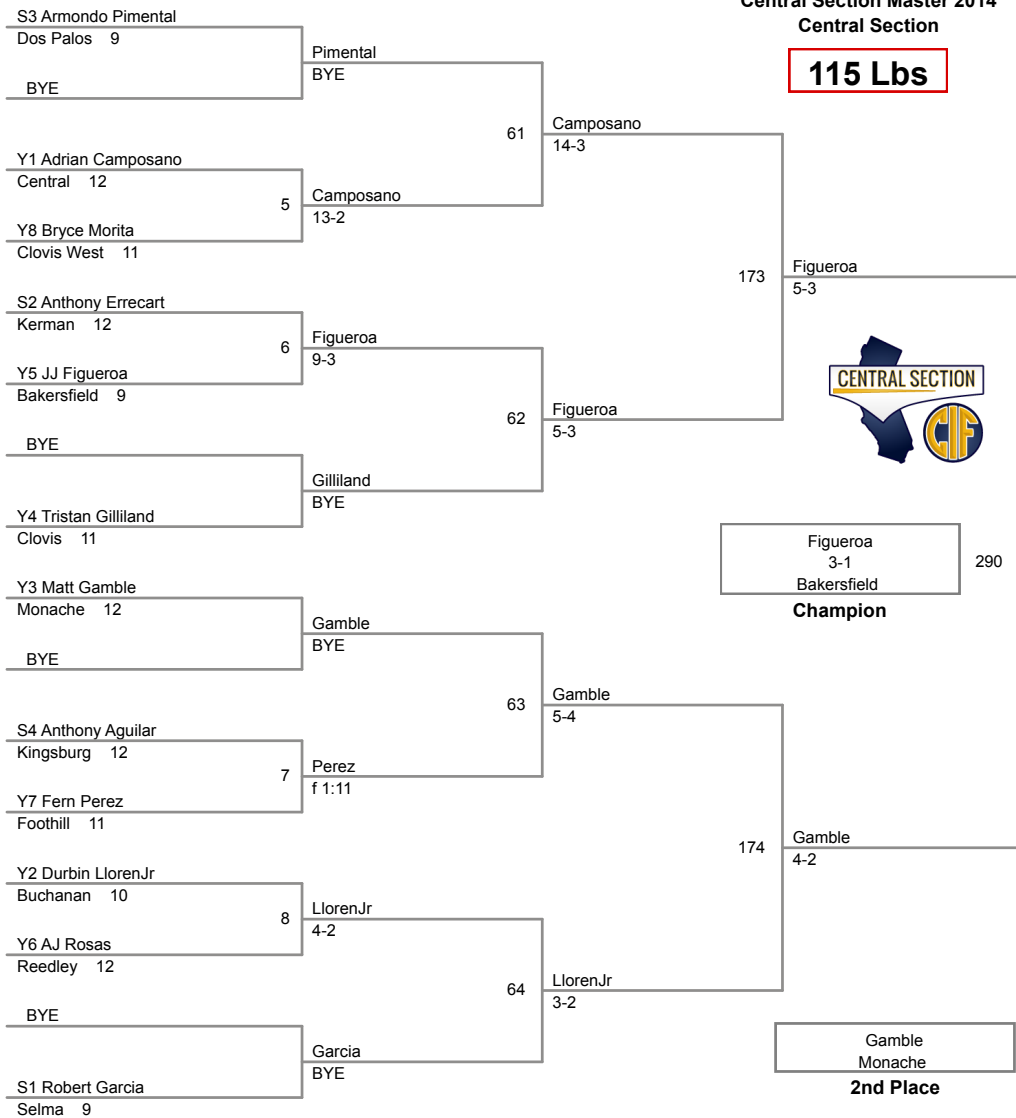 Central Section Master 2014
Central Section
115 Lbs
S3 Armondo Pimental
Dos Palos 9
BYE
Y1 Adrian Camposano
Central 12
Y8 Bryce Morita
Clovis West 11
S2 Anthony Errecart
Kerman 12
Y5 JJ Figueroa
Bakersfield 9
BYE
Y4 Tristan Gilliland
Clovis 11
Y3 Matt Gamble
Monache 12
BYE
S4 Anthony Aguilar
Kingsburg 12
Y7 Fern Perez
Foothill 11
Y2 Durbin LlorenJr
Buchanan 10
Y6 AJ Rosas
Reedley 12
BYE
S1 Robert Garcia
Selma 9
Pimental
BYE
5
Camposano
13-2
6
Figueroa
9-3
Gilliland
BYE
Gamble
BYE
7
Perez
f 1:11
8
LlorenJr
4-2
Garcia
BYE
61
Camposano
14-3
62
Figueroa
5-3
63
Gamble
5-4
64
LlorenJr
3-2
173
Figueroa
5-3
174
Gamble
4-2
CENTRAL SECTION
CIF
Figueroa
3-1
Bakersfield
290
Champion
Gamble
Monache
2nd Place